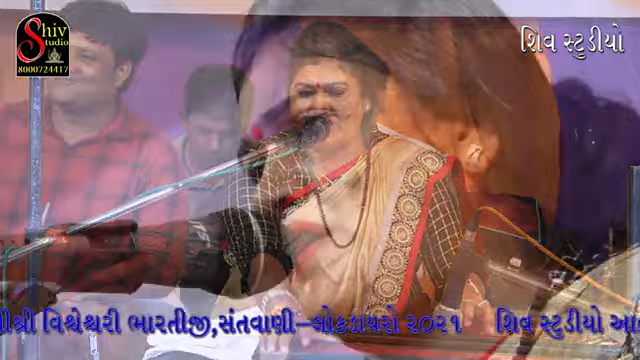 Shiv
Studio
8000724417
શિવ સ્ટુડીયો
શ્રી વિશ્વેશ્વરી ભારતીજી,સંતવાણી-લોકડાયરો ૨૦૨૧ શિવ સ્ટુડીયો